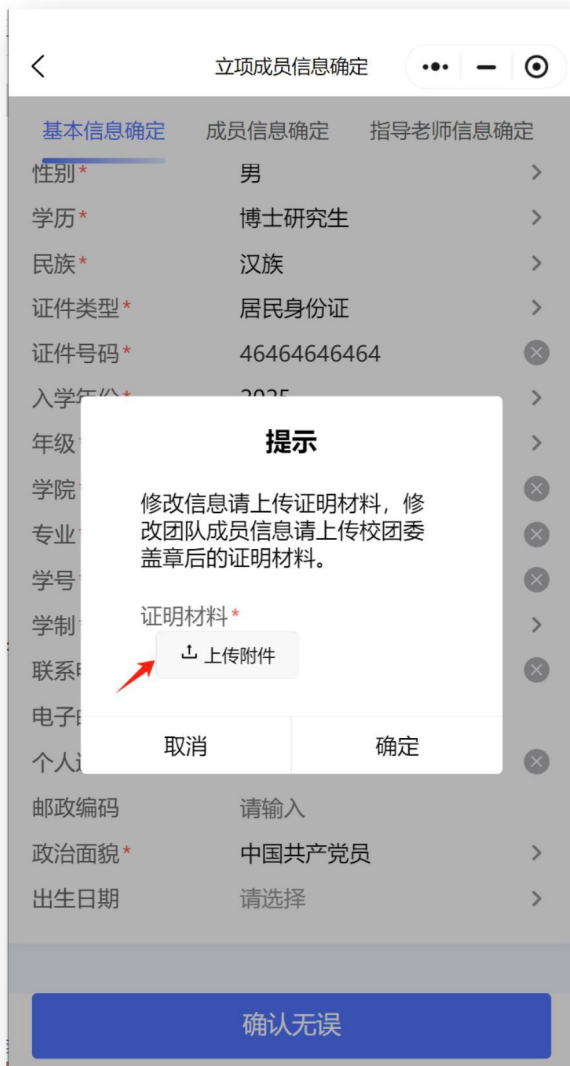 立项成员信息确定
基本信息确定 成员信息确定 指导老师信息确定
性别* 男
学历* 博士研究生
民族* 汉族
证件类型* 居民身份证
证件号码* 46464646464
入学年份* 2025
年级
学院
专业
学号
学制
联系
电子
个人
提示
修改信息请上传证明材料，修
改团队成员信息请上传校团委
盖章后的证明材料。
证明材料*
上传附件
取消 确定
邮政编码 请输入
政治面貌* 中国共产党员
出生日期 请选择
确认无误